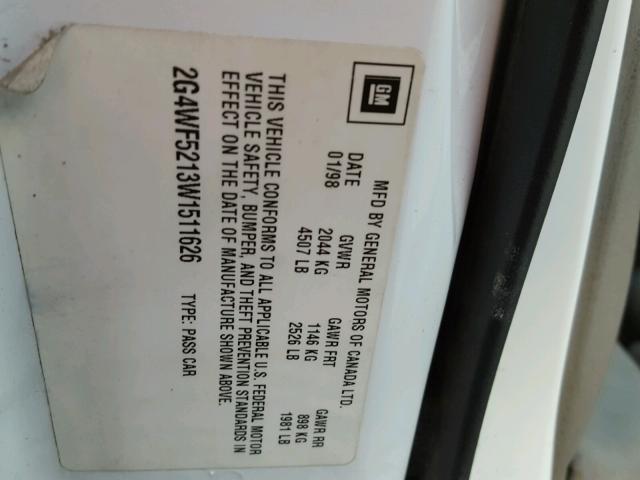 GM
MFD BY GENERAL MOTORS OF CANADA LTD.
DATE GVWR GAWR FRT GAWR RR
01/98 2044 KG 1146 KG 898 KG
4507 LB 2526 LB 1981 LB
THIS VEHICLE CONFORMS TO ALL APPLICABLE U.S. FEDERAL MOTOR
VEHICLE SAFETY, BUMPER, AND THEFT PREVENTION STANDARDS IN
EFFECT ON THE DATE OF MANUFACTURE SHOWN ABOVE.
2G4WF5213W1511626 TYPE: PASS CAR